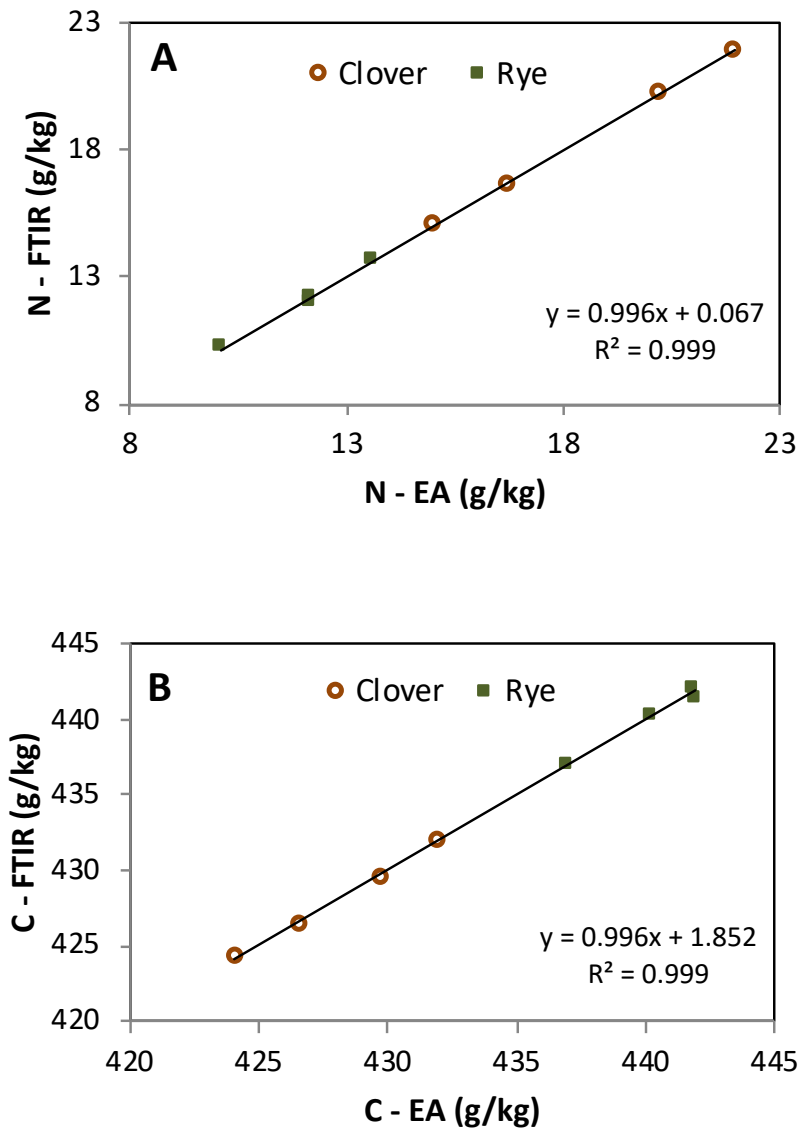 A
Clover
Rye
N - FTIR (g/kg)
23
18
13
8
y = 0.996x + 0.067
R² = 0.999
8 13 18 23
N - EA (g/kg)
B
Clover
Rye
C - FTIR (g/kg)
445
440
435
430
425
420
y = 0.996x + 1.852
R² = 0.999
420 425 430 435 440 445
C - EA (g/kg)